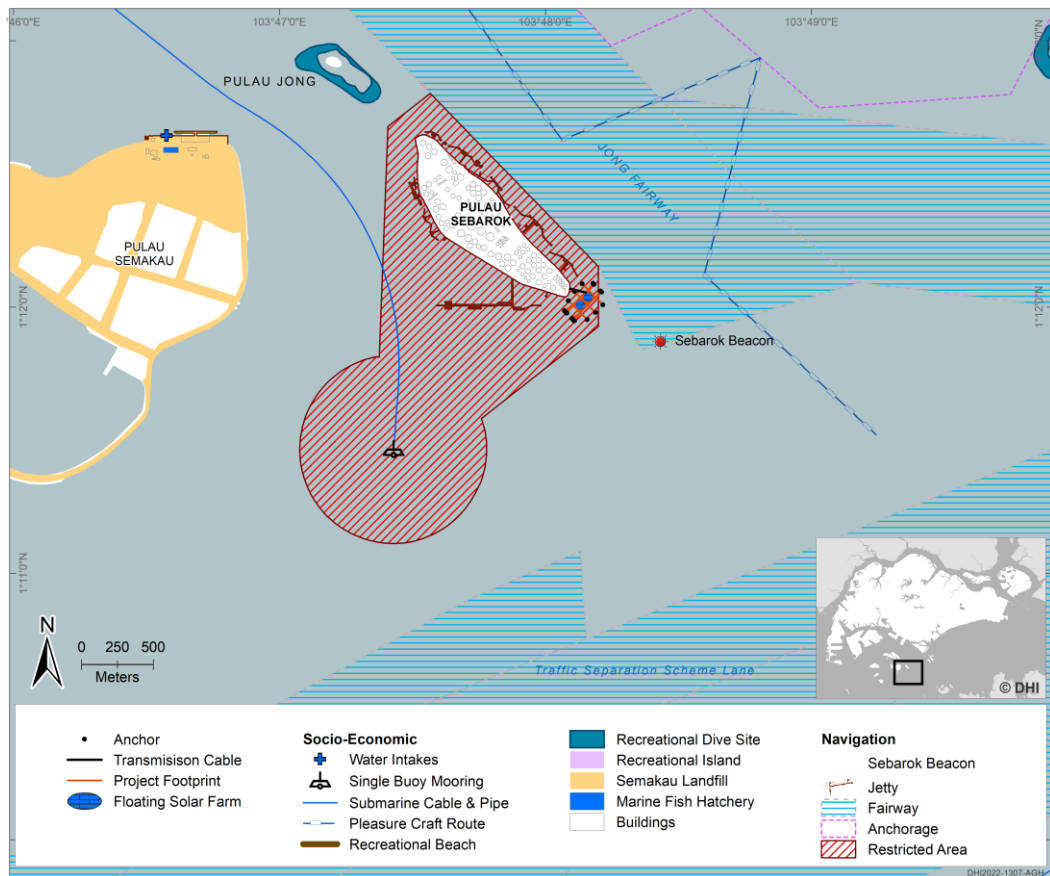 °46'0"E
103°47'0"E
103°48'0"E
103°49'0"E
PULAU JONG
JONG FAIRWAY
PULAU
SEBAROK
PULAU
SEMAKAU
1°12'0"N
1°12'0"N
Sebarok Beacon
1°11'0"N
N
0 250 500
Meters
Traffic Separation Scheme Lane
© DHI
Anchor
Transmisison Cable
Project Footprint
Floating Solar Farm
Socio-Economic
Water Intakes
Single Buoy Mooring
Submarine Cable & Pipe
Pleasure Craft Route
Recreational Beach
Recreational Dive Site
Recreational Island
Semakau Landfill
Marine Fish Hatchery
Buildings
Navigation
Sebarok Beacon
Jetty
Fairway
Anchorage
Restricted Area
DHI2022-1307-AGH